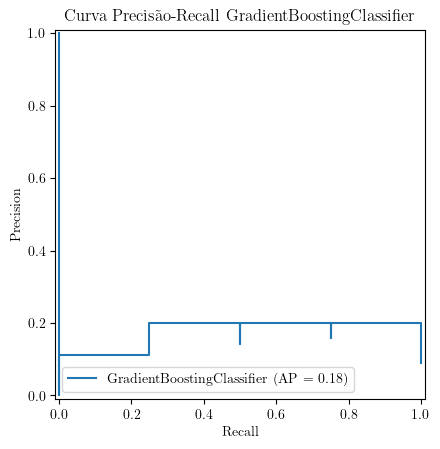 Curva Precisão-Recall GradientBoostingClassifier
1.0
0.8
0.6
0.4
0.2
0.0
Precision
GradientBoostingClassifier (AP = 0.18)
0.0 0.2 0.4 0.6 0.8 1.0
Recall